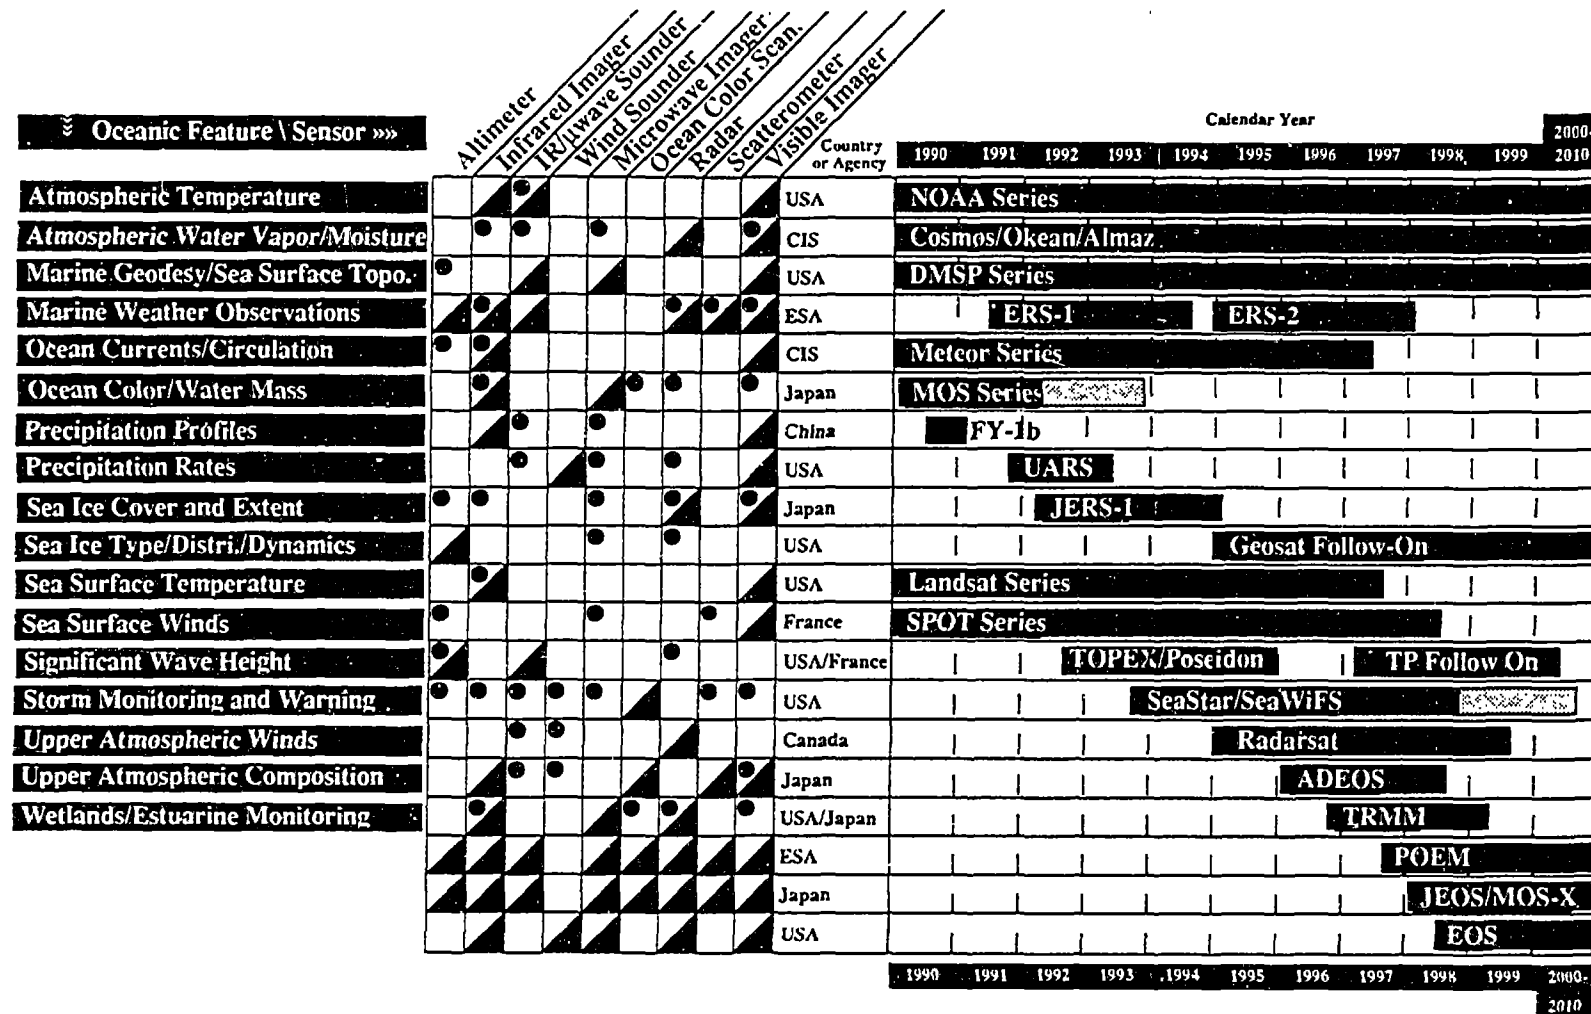 Oceanic Feature \ Sensor »»
Altimeter
Infrared Imager
IR/μwave Sounder
Wind Sounder
Microwave Imager
Ocean Color Scan.
Radar
Scatterometer
Visible Imager
Country
or Agency
Calendar Year
1990 1991 1992 1993 1994 1995 1996 1997 1998 1999 2000-
2010
Atmospheric Temperature USA NOAA Series
Atmospheric Water Vapor/Moisture CIS Cosmos/Okean/Almaz
Marine Geodesy/Sea Surface Topo. USA DMSP Series
Marine Weather Observations ESA ERS-1 ERS-2
Ocean Currents/Circulation CIS Meteor Series
Ocean Color/Water Mass Japan MOS Series
Precipitation Profiles China FY-1b
Precipitation Rates USA UARS
Sea Ice Cover and Extent Japan JERS-1
Sea Ice Type/Distri./Dynamics USA Geosat Follow-On
Sea Surface Temperature USA Landsat Series
Sea Surface Winds France SPOT Series
Significant Wave Height USA/France TOPEX/Poseidon TP Follow On
Storm Monitoring and Warning USA SeaStar/SeaWiFS
Upper Atmospheric Winds Canada Radarsat
Upper Atmospheric Composition Japan ADEOS
Wetlands/Estuarine Monitoring USA/Japan TRMM
ESA POEM
Japan JEOS/MOS-X
USA EOS
1990 1991 1992 1993 1994 1995 1996 1997 1998 1999 2000-
2010